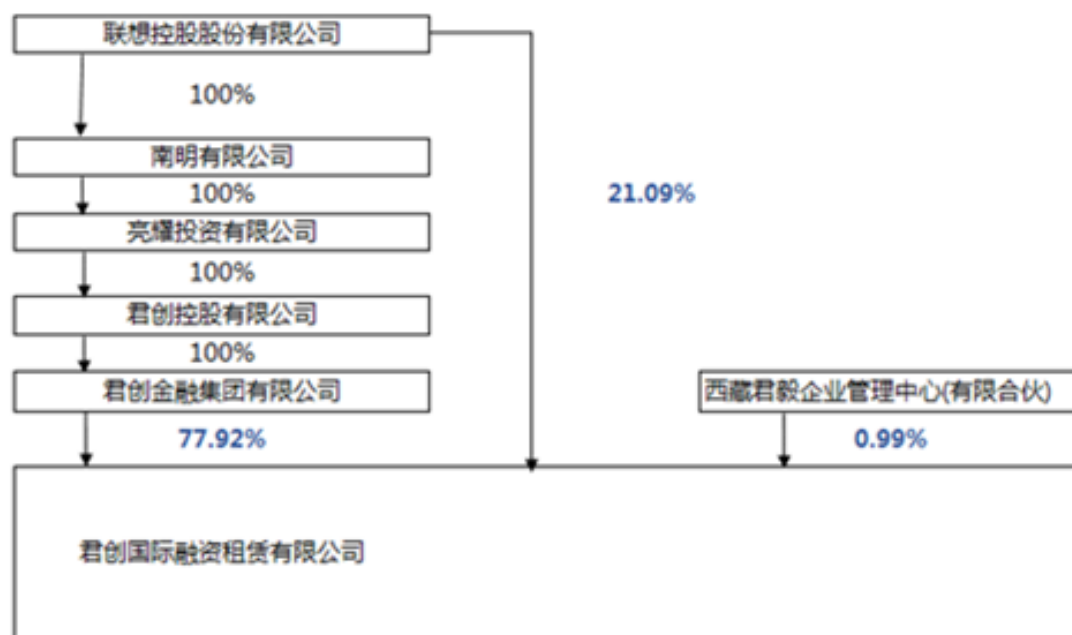 联想控股股份有限公司
100%
南明有限公司
100%
21.09%
亮耀投资有限公司
100%
君创控股有限公司
100%
君创金融集团有限公司
西藏君毅企业管理中心(有限合伙)
77.92%
0.99%
君创国际融资租赁有限公司